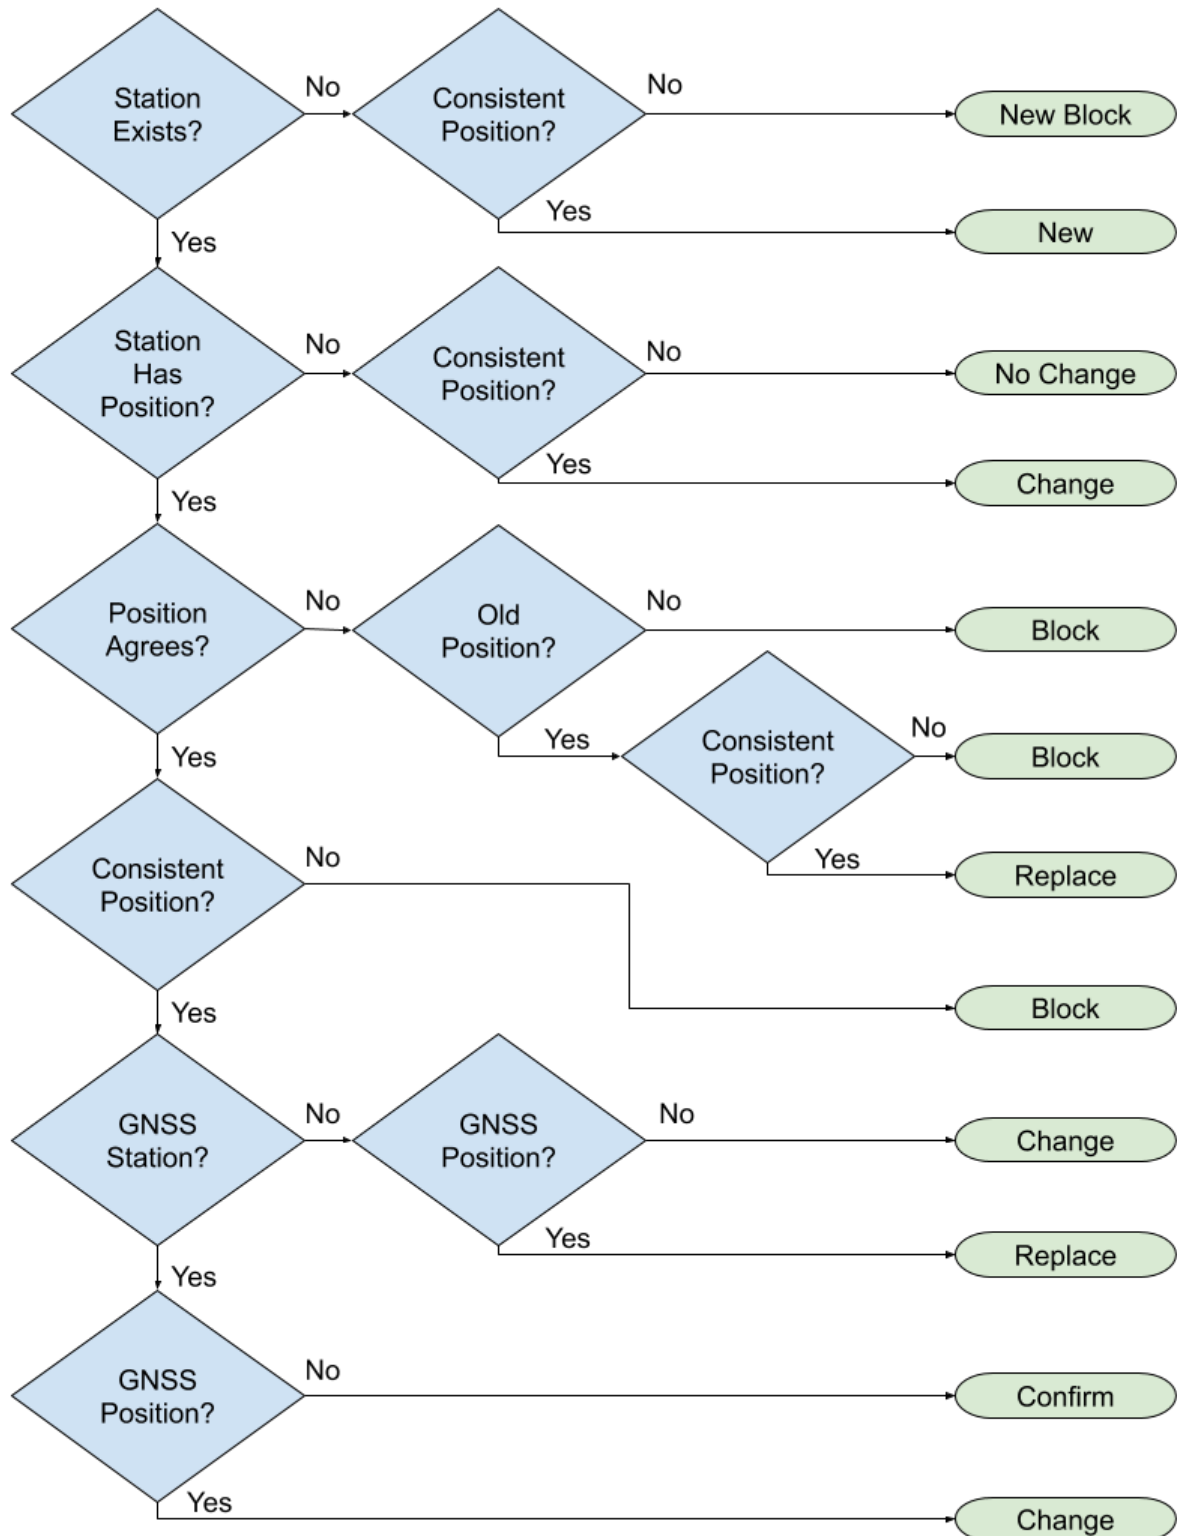 Station
Exists?
No
Consistent
Position?
No
New Block
Yes
New
Yes
Station
Has
Position?
No
Consistent
Position?
No
No Change
Yes
Change
Yes
Position
Agrees?
No
Old
Position?
No
Block
Yes
Consistent
Position?
No
Block
Yes
Replace
Yes
Consistent
Position?
No
Block
Yes
GNSS
Station?
No
GNSS
Position?
No
Change
Yes
Replace
Yes
GNSS
Position?
No
Confirm
Yes
Change